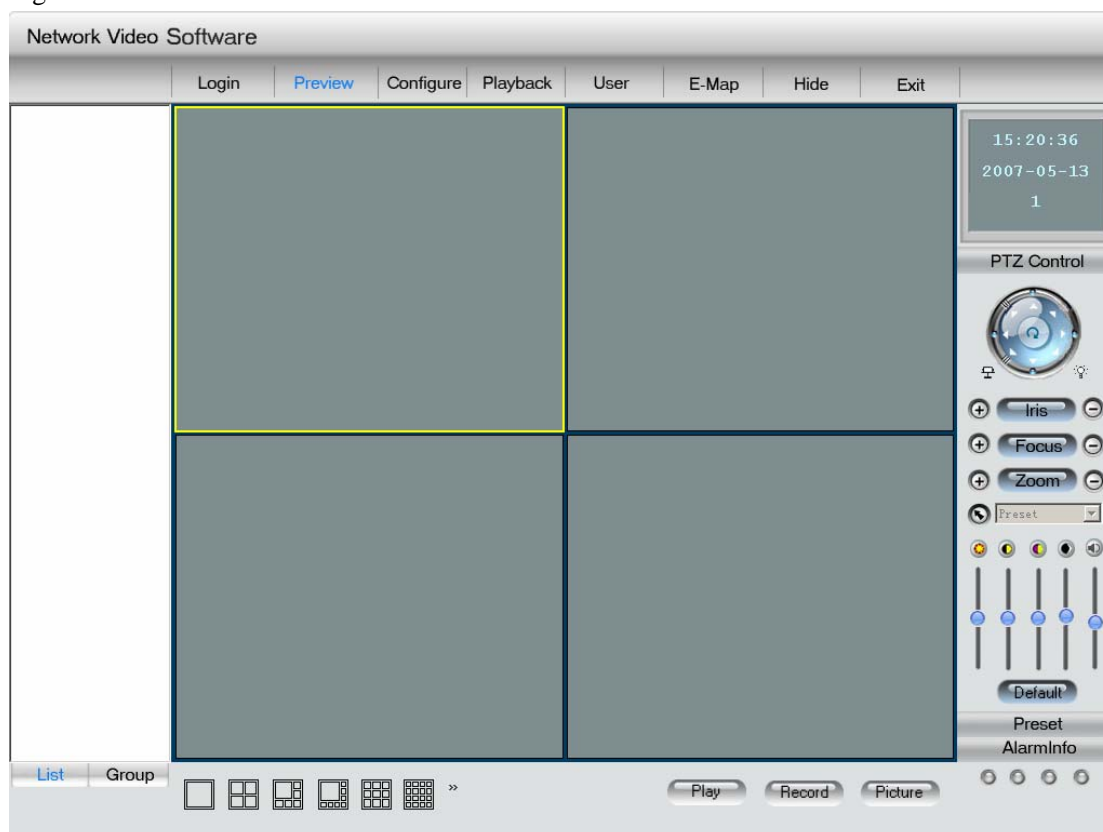 Network Video Software
Login Preview Configure Playback User E-Map Hide Exit
15:20:36
2007-05-13
1
PTZ Control
Iris
Focus
Zoom
Preset
Default
Preset
AlarmInfo
List Group
» Play Record Picture